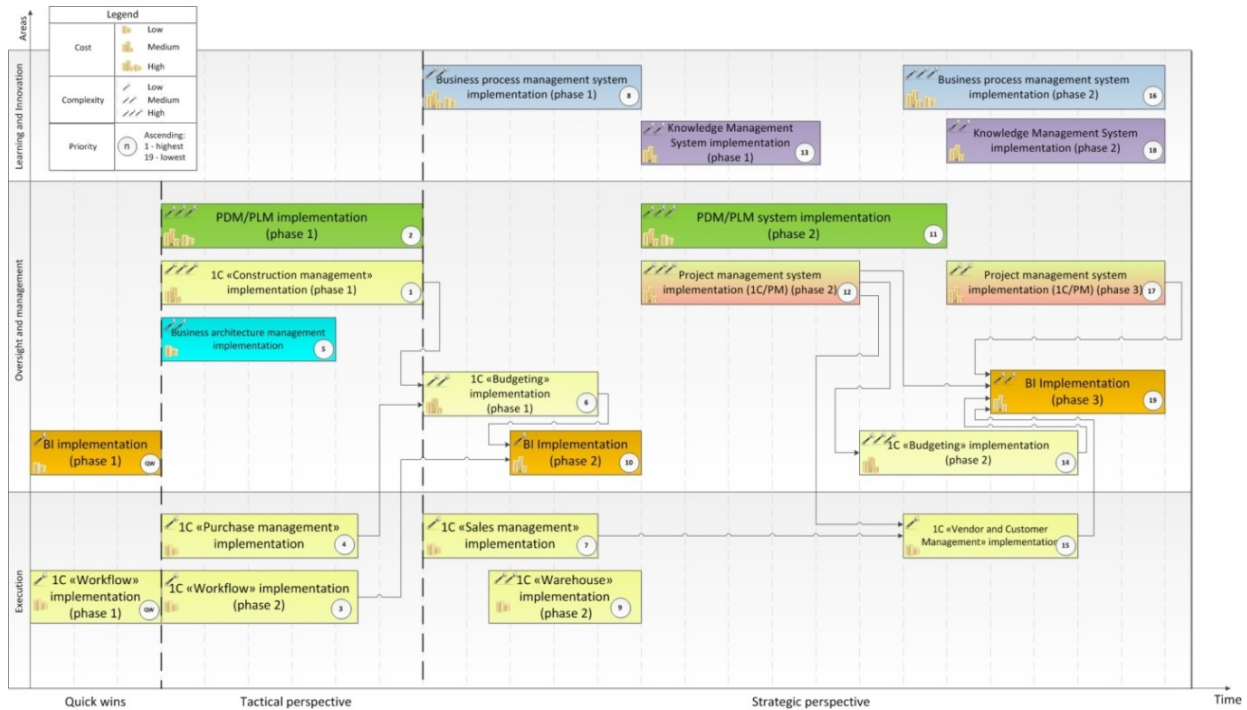 Areas
Legend
Cost
Low
Medium
High
Complexity
Low
Medium
High
Priority
n
Ascending:
1 - highest
19 - lowest
Learning and Innovation
Business process management system
implementation (phase 1)
8
Business process management system
implementation (phase 2)
16
Knowledge Management
System implementation
(phase 1)
13
Knowledge Management System
implementation
(phase 2)
18
Oversight and management
PDM/PLM implementation
(phase 1)
2
PDM/PLM system implementation
(phase 2)
11
1C «Construction management»
implementation (phase 1)
1
Project management system
implementation (1C/PM) (phase 2)
12
Project management system
implementation (1C/PM) (phase 3)
17
Business architecture management
implementation
5
1C «Budgeting»
implementation
(phase 1)
6
BI Implementation
(phase 3)
19
BI implementation
(phase 1)
QW
BI Implementation
(phase 2)
10
1C «Budgeting» implementation
(phase 2)
14
Execution
1C «Purchase management»
implementation
4
1C «Sales management»
implementation
7
1C «Vendor and Customer
Management» implementation
15
1C «Workflow»
implementation
(phase 1)
QW
1C «Workflow» implementation
(phase 2)
3
1C «Warehouse»
implementation
(phase 2)
9
Quick wins
Tactical perspective
Strategic perspective
Time